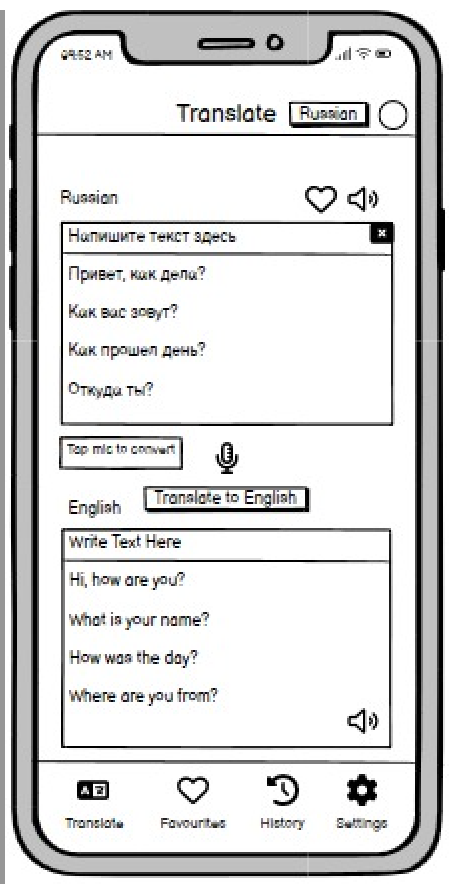 09:52 AM
Translate Russian
Russian
Напишите текст здесь
Привет, как дела?
Как вас зовут?
Как прошел день?
Откуда ты?
Tap mic to convert
English Translate to English
Write Text Here
Hi, how are you?
What is your name?
How was the day?
Where are you from?
Translate Favourites History Settings